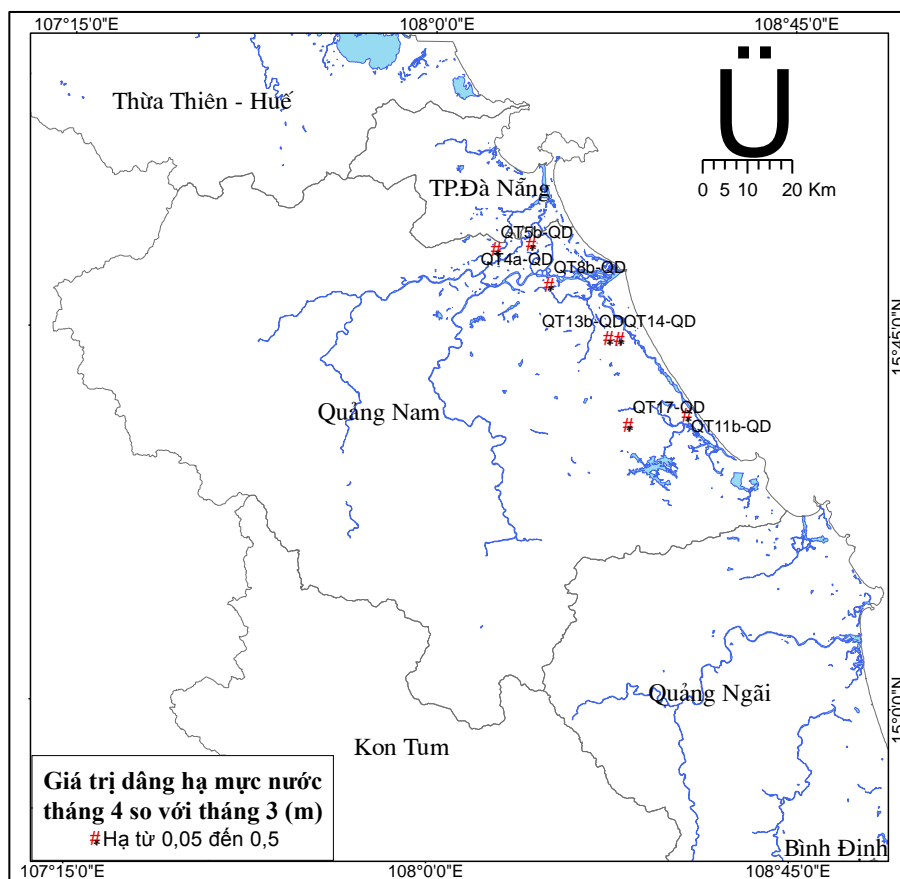 107°15'0"E 108°0'0"E 108°45'0"E
Thừa Thiên - Huế
Ü
0 5 10 20 Km
TP.Đà Nẵng
QT5b-QD
QT4a-QD
QT8b-QD
QT13b-QD
QT14-QD
15°45'0"N
Quảng Nam
QT17-QD
QT11b-QD
Quảng Ngãi
15°0'0"N
Kon Tum
Giá trị dâng hạ mực nước
tháng 4 so với tháng 3 (m)
Hạ từ 0,05 đến 0,5
Bình Định
107°15'0"E 108°0'0"E 108°45'0"E